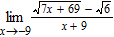 lim x→−9 (√(7x + 69) − √6) / (x + 9)